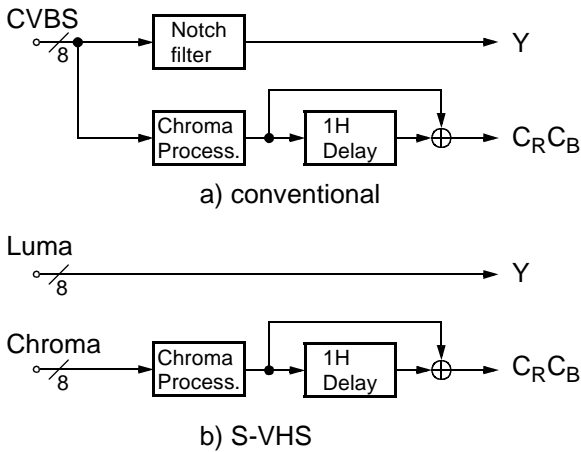 CVBS
8
Notch
filter
Y
Chroma
Process.
1H
Delay
CRCB
a) conventional
Luma
8
Y
Chroma
8
Chroma
Process.
1H
Delay
CRCB
b) S-VHS